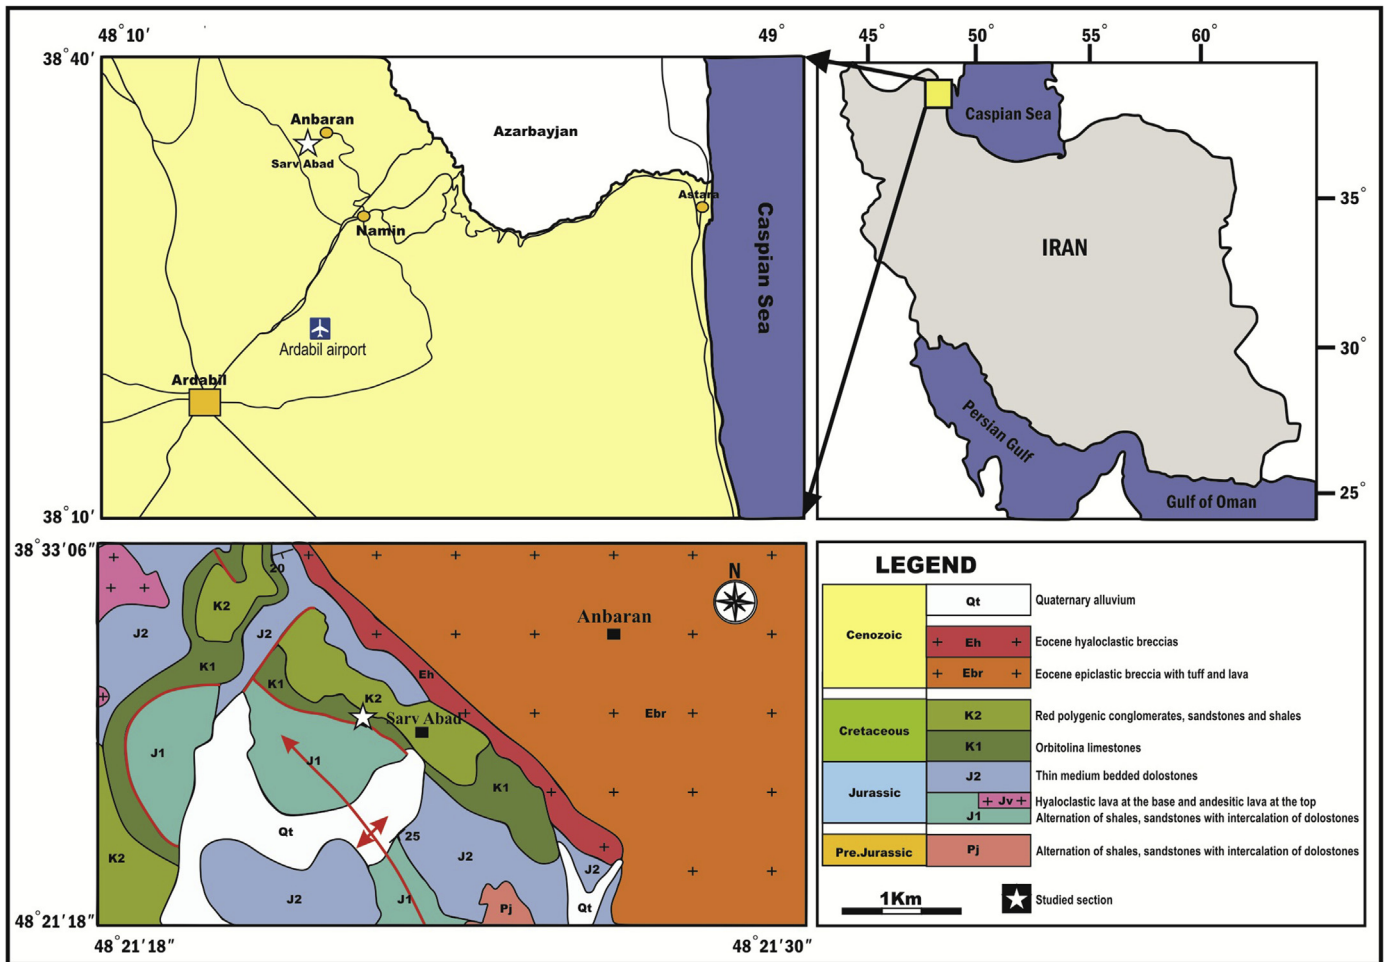 48°10′
49°
38°40′
Anbaran
Sarv Abad
Azarbayjan
Astara
Namin
Caspian Sea
Ardabil airport
Ardabil
38°10′
45°
50°
55°
60°
Caspian Sea
35°
IRAN
30°
Persian Gulf
25°
Gulf of Oman
38°33′06″
20
N
K2
Anbaran
J2
J2
K1
K1
Eh
K2
Sarv Abad
Ebr
J1
J1
K1
Qt
25
K2
J2
J2
J2
J1
Pj
Qt
48°21′18″
48°21′18″
48°21′30″
LEGEND
Qt Quaternary alluvium
Cenozoic
Eh Eocene hyaloclastic breccias
Ebr Eocene epiclastic breccia with tuff and lava
K2 Red polygenic conglomerates, sandstones and shales
Cretaceous
K1 Orbitolina limestones
J2 Thin medium bedded dolostones
Jurassic
Jv Hyaloclastic lava at the base and andesitic lava at the top
J1 Alternation of shales, sandstones with intercalation of dolostones
Pre.Jurassic Pj Alternation of shales, sandstones with intercalation of dolostones
1Km
Studied section